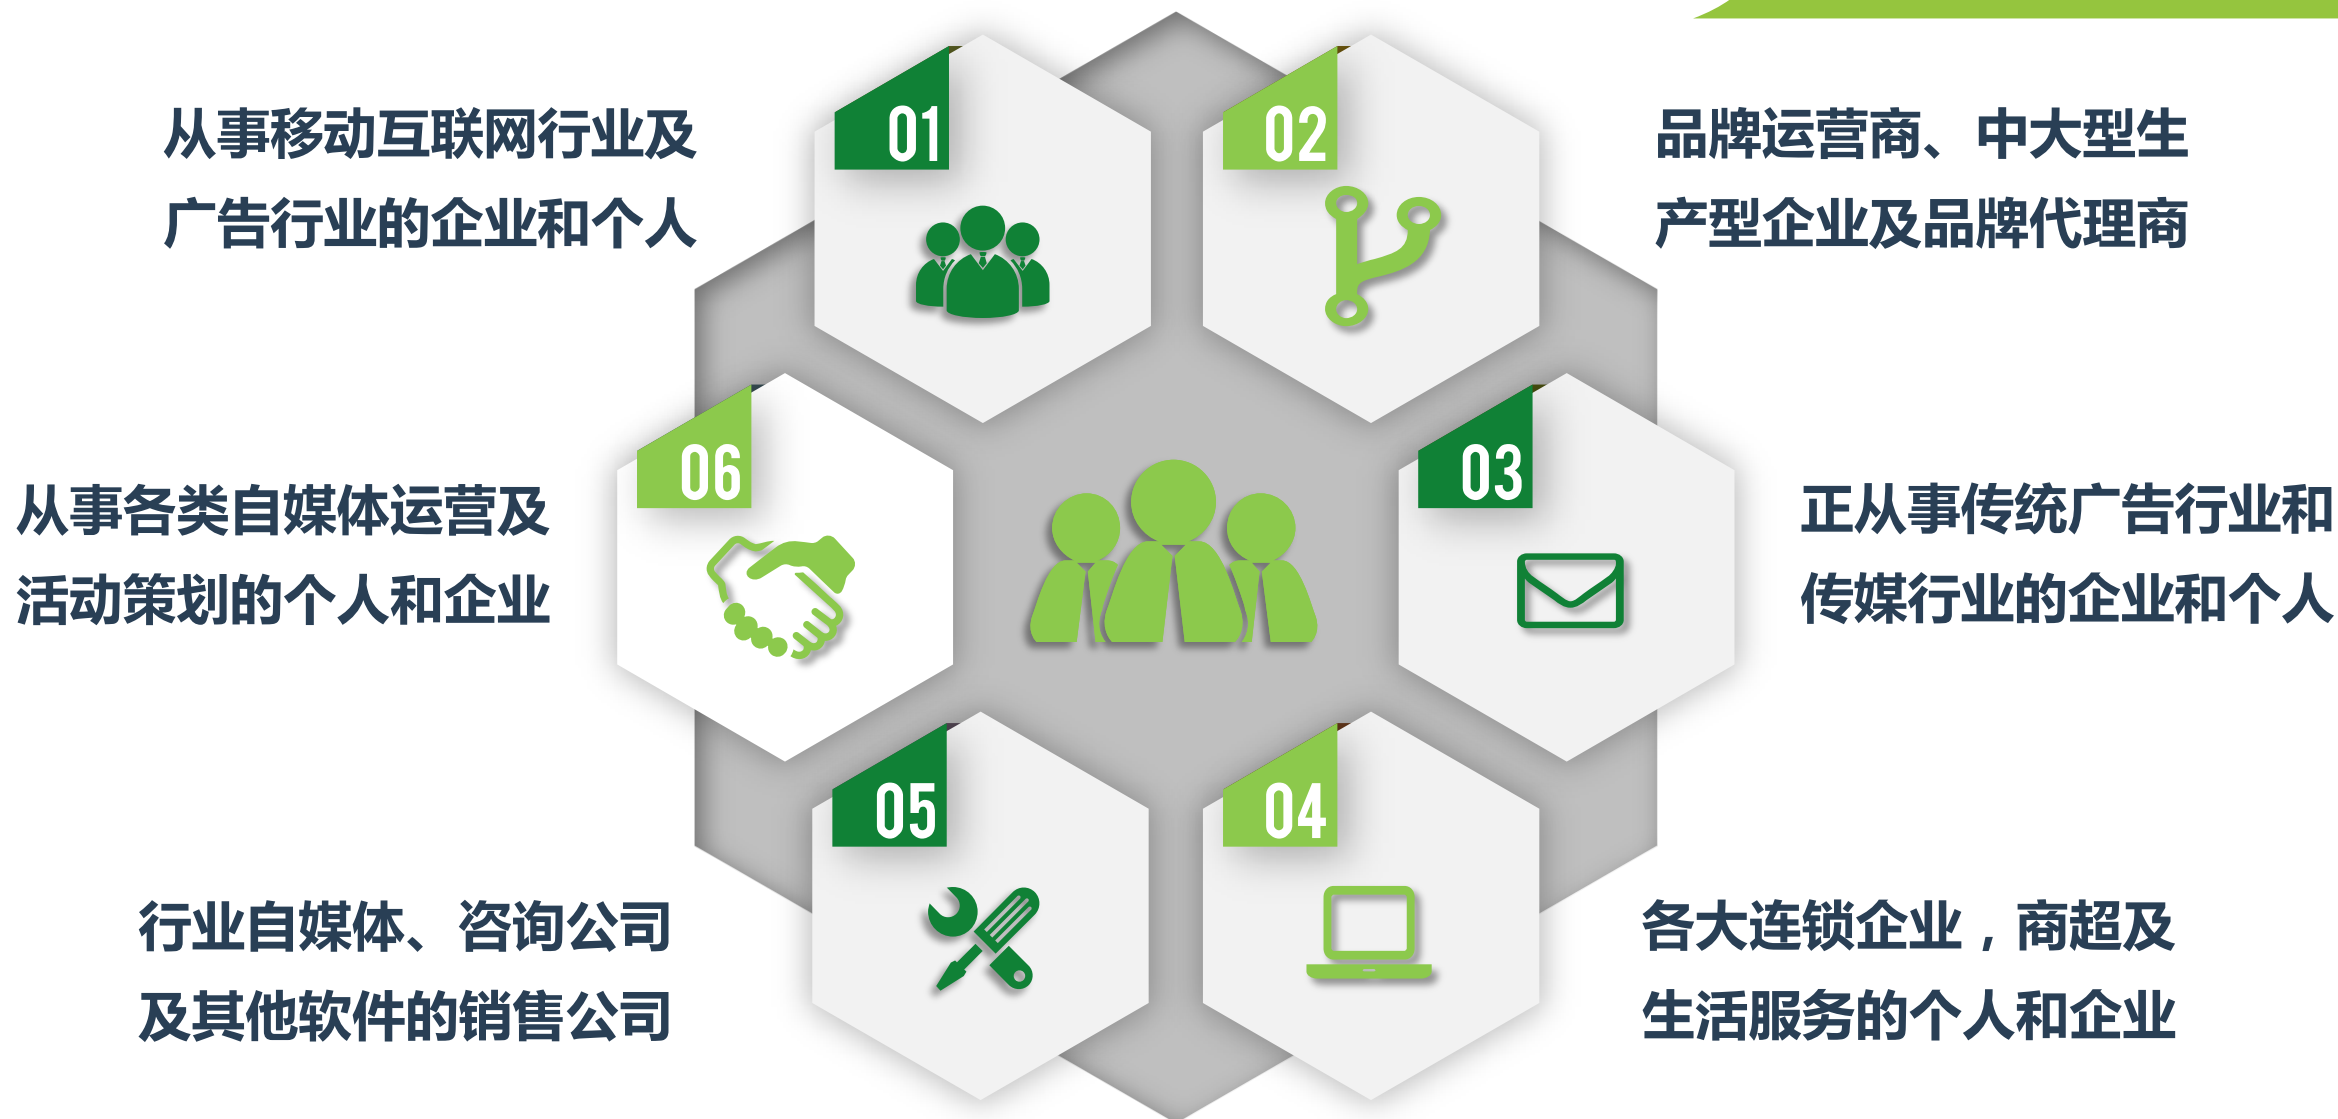 01
从事移动互联网行业及
广告行业的企业和个人
02
品牌运营商、中大型生
产型企业及品牌代理商
03
正从事传统广告行业和
传媒行业的企业和个人
04
各大连锁企业，商超及
生活服务的个人和企业
05
行业自媒体、咨询公司
及其他软件的销售公司
06
从事各类自媒体运营及
活动策划的个人和企业